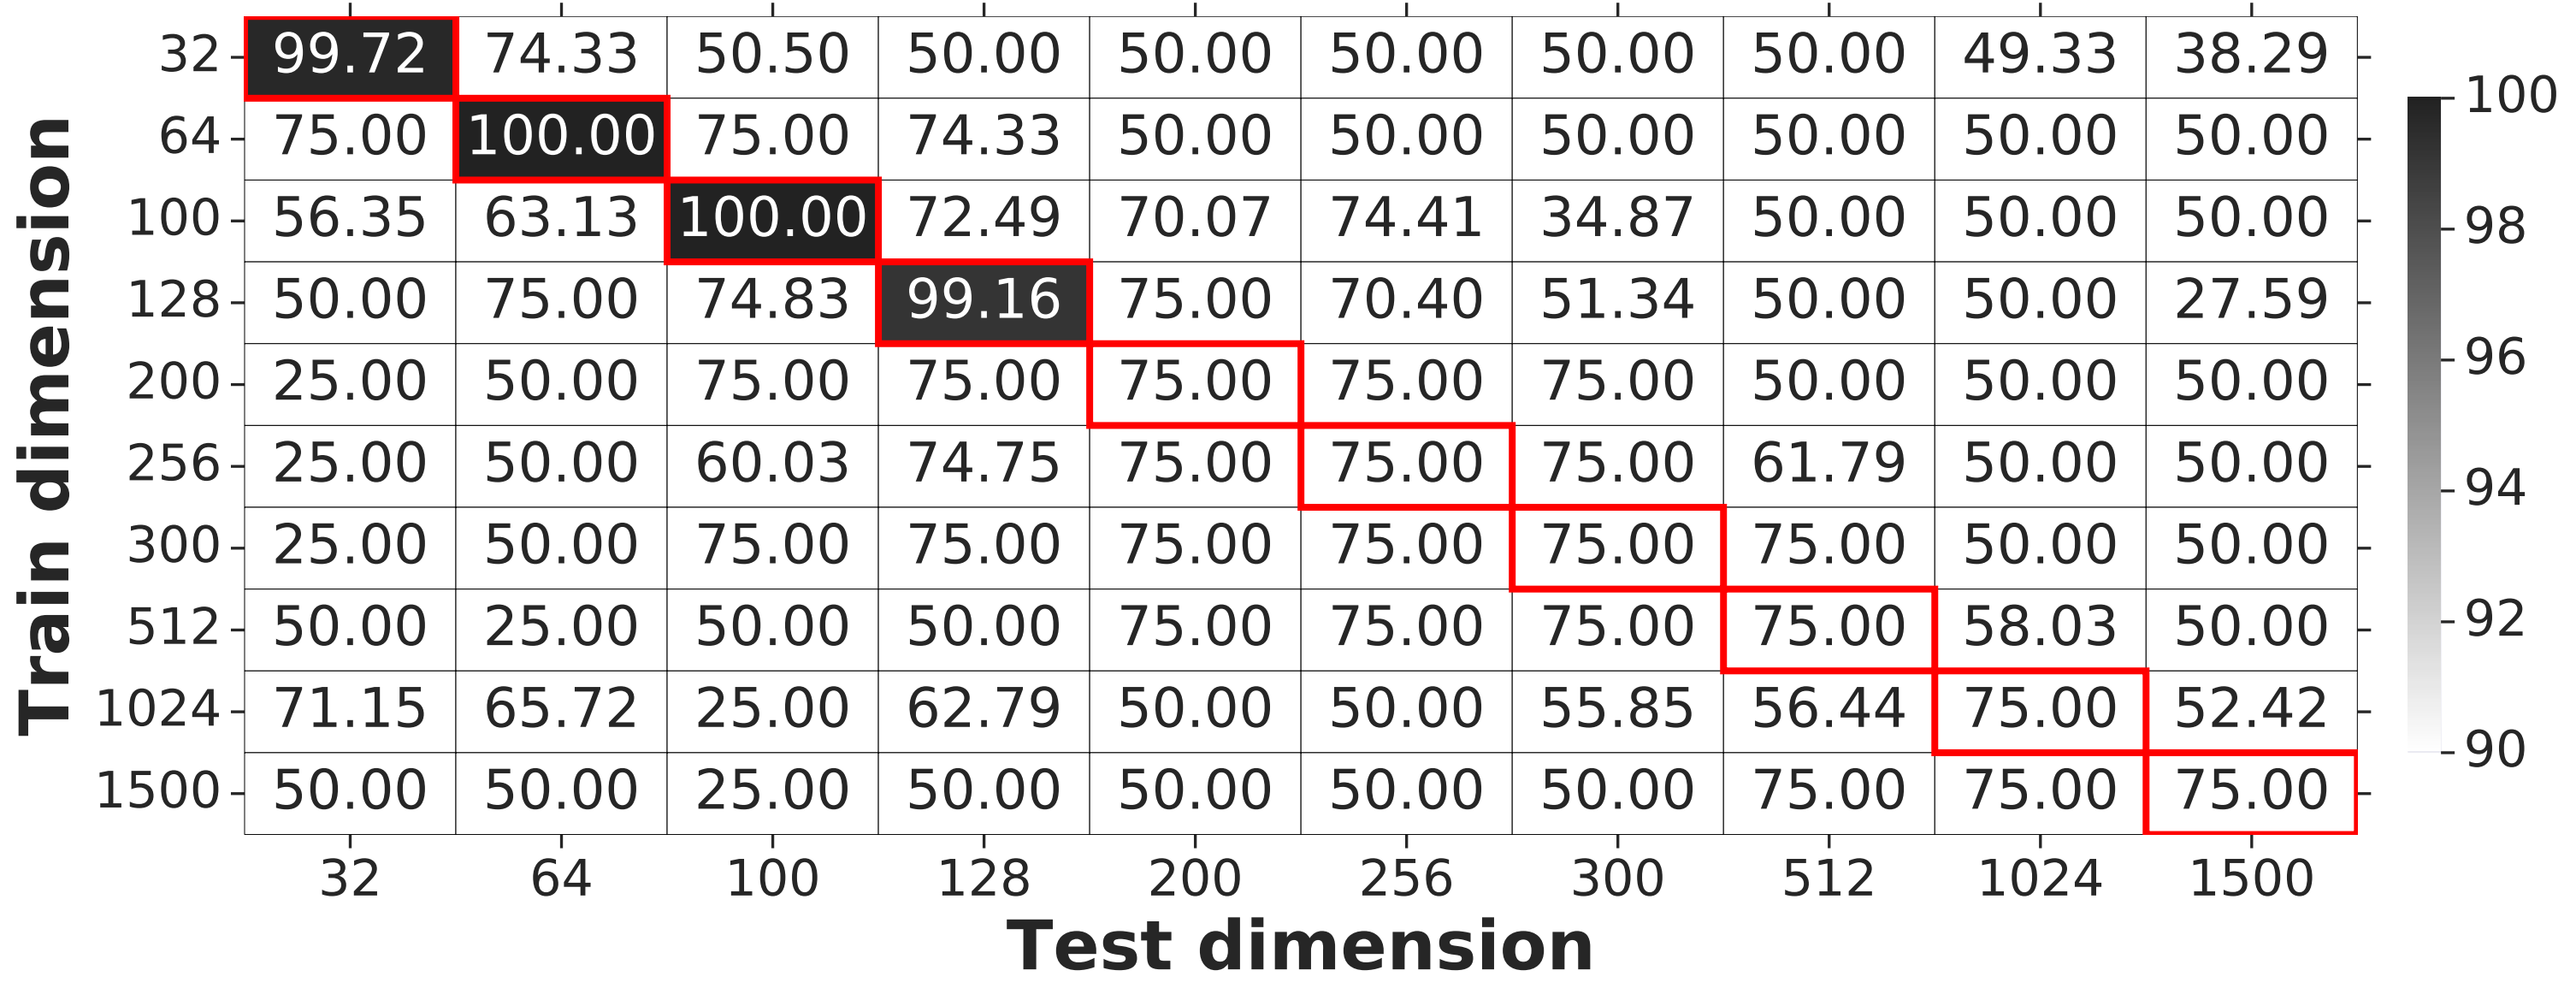 32 99.72 74.33 50.50 50.00 50.00 50.00 50.00 50.00 49.33 38.29
64 75.00 100.00 75.00 74.33 50.00 50.00 50.00 50.00 50.00 50.00
100 56.35 63.13 100.00 72.49 70.07 74.41 34.87 50.00 50.00 50.00
128 50.00 75.00 74.83 99.16 75.00 70.40 51.34 50.00 50.00 27.59
200 25.00 50.00 75.00 75.00 75.00 75.00 75.00 50.00 50.00 50.00
256 25.00 50.00 60.03 74.75 75.00 75.00 75.00 61.79 50.00 50.00
300 25.00 50.00 75.00 75.00 75.00 75.00 75.00 75.00 50.00 50.00
512 50.00 25.00 50.00 50.00 75.00 75.00 75.00 75.00 58.03 50.00
1024 71.15 65.72 25.00 62.79 50.00 50.00 55.85 56.44 75.00 52.42
1500 50.00 50.00 25.00 50.00 50.00 50.00 50.00 75.00 75.00 75.00
32 64 100 128 200 256 300 512 1024 1500
Test dimension
Train dimension
100
98
96
94
92
90